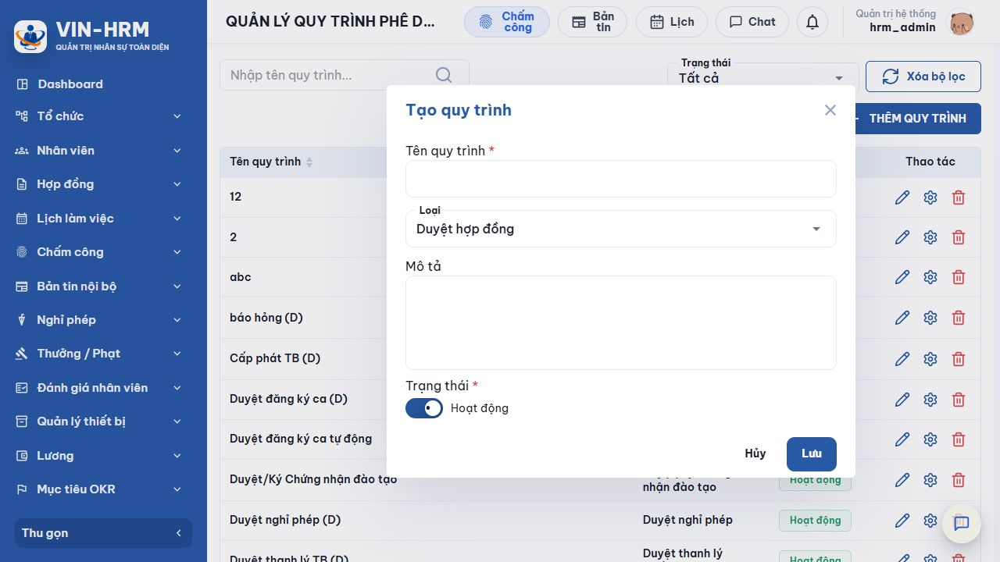 VIN-HRM
QUẢN TRỊ NHÂN SỰ TOÀN DIỆN
Dashboard
Tổ chức
Nhân viên
Hợp đồng
Lịch làm việc
Chấm công
Bản tin nội bộ
Nghỉ phép
Thưởng / Phạt
Đánh giá nhân viên
Quản lý thiết bị
Lương
Mục tiêu OKR
Thu gọn
QUẢN LÝ QUY TRÌNH PHÊ D...
Chấm
công
Bản
tin
Lịch
Chat
Quản trị hệ thống
hrm_admin
Nhập tên quy trình...
Trạng thái
Tất cả
Xóa bộ lọc
THÊM QUY TRÌNH
Tên quy trình
Thao tác
12
2
abc
báo hỏng (D)
Cấp phát TB (D)
Duyệt đăng ký ca (D)
Duyệt đăng ký ca tự động
Duyệt/Ký Chứng nhận đào tạo
nhận đào tạo
Hoạt động
Duyệt nghỉ phép (D)
Duyệt nghỉ phép
Hoạt động
Duyệt thanh lý TB (D)
Duyệt thanh lý
Hoạt động
Tạo quy trình
Tên quy trình *
Loại
Duyệt hợp đồng
Mô tả
Trạng thái *
Hoạt động
Hủy
Lưu